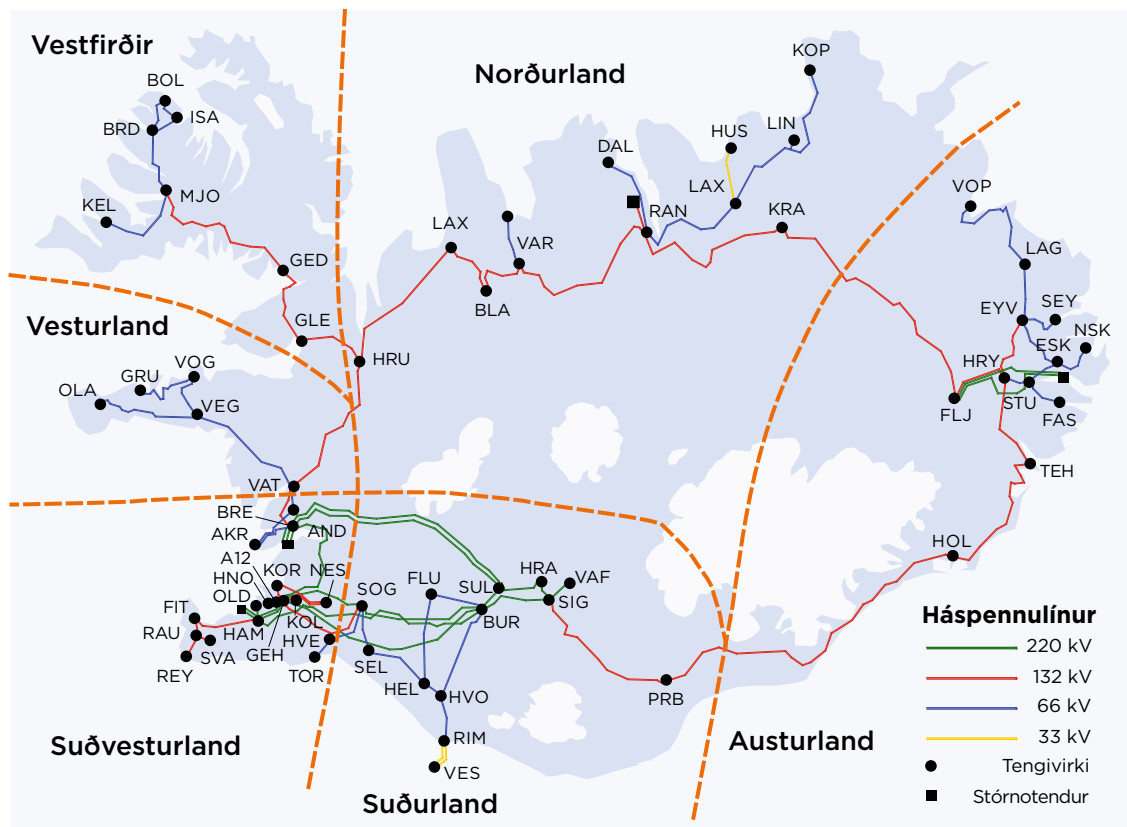 Vestfirðir
BOL
ISA
BRD
MJO
KEL
GED
GLE
Norðurland
KOP
LIN
HUS
DAL
LAX
RAN
KRA
LAX
VAR
BLA
HRU
VOP
LAG
EYV
SEY
NSK
ESK
HRY
STU
FAS
FLJ
TEH
HOL
Vesturland
VOG
GRU
OLA
VEG
VAT
BRE
AND
AKR
A12
KOR
NES
HNO
OLD
FIT
RAU
HAM
KOL
GEH
HVE
SVA
REY
TOR
SOG
FLU
SUL
HRA
VAF
SIG
BUR
SEL
HEL
HVO
RIM
VES
PRB
Suðvesturland
Suðurland
Austurland
Háspennulínur
220 kV
132 kV
66 kV
33 kV
Tengivirki
Stórnotendur